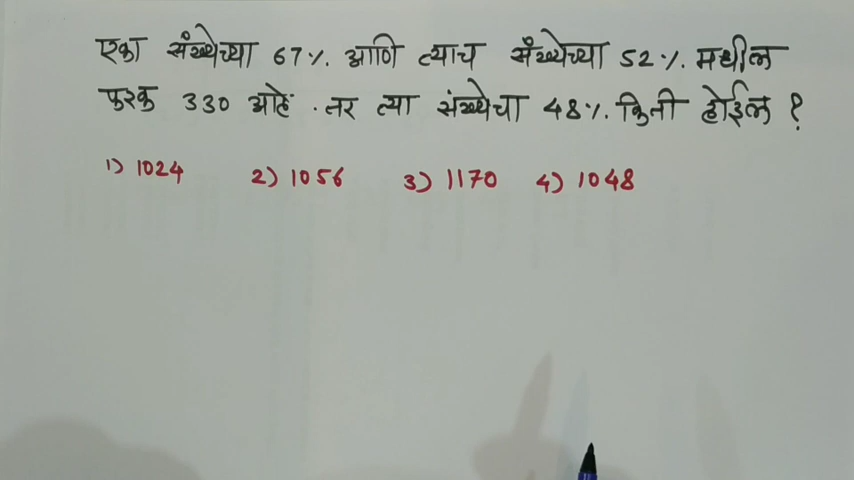 एका संख्येच्या 67% आणि त्याच संख्येच्या 52% मधील
फरक 330 आहे . तर त्या संख्येचा 48% किती होईल ?
1) 1024 2) 1056 3) 1170 4) 1048